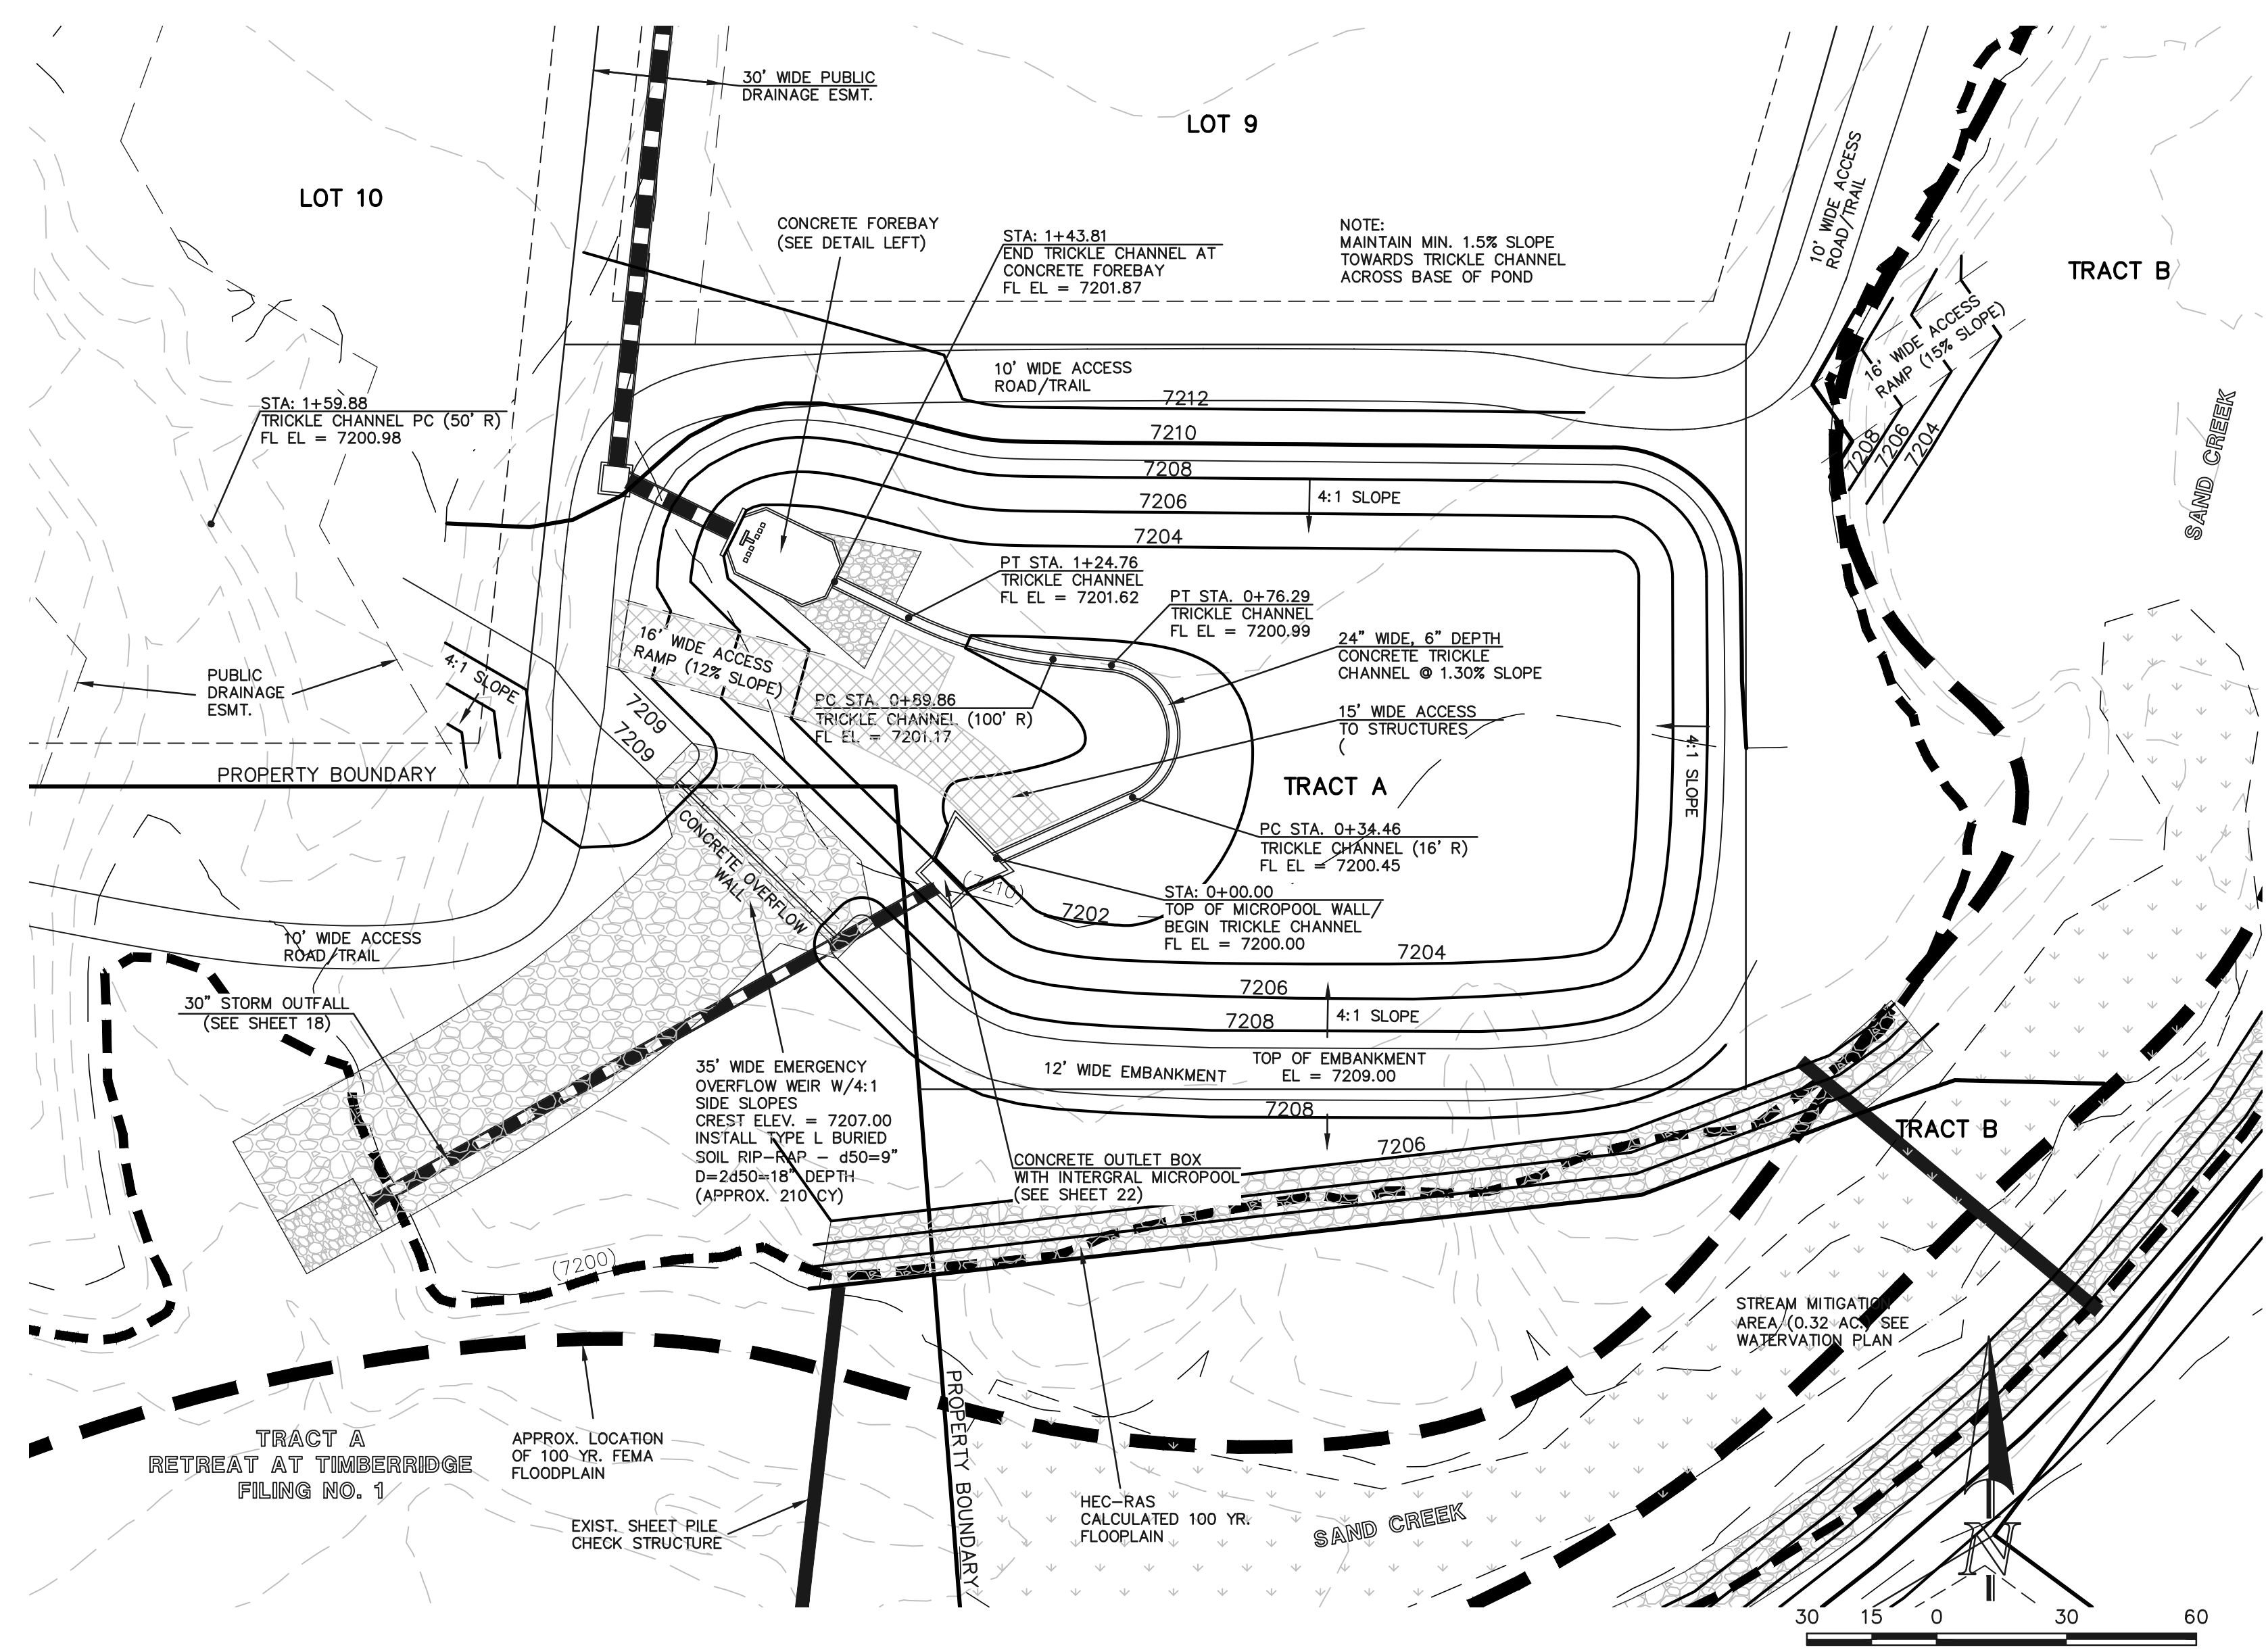 30' WIDE PUBLIC
DRAINAGE ESMT.
LOT 9
LOT 10
10' WIDE ACCESS
ROAD/TRAIL
TRACT B
CONCRETE FOREBAY
(SEE DETAIL LEFT)
STA: 1+43.81
END TRICKLE CHANNEL AT
CONCRETE FOREBAY
FL EL = 7201.87
NOTE:
MAINTAIN MIN. 1.5% SLOPE
TOWARDS TRICKLE CHANNEL
ACROSS BASE OF POND
16' WIDE ACCESS
RAMP (15% SLOPE)
7208
7206
7204
SAND CREEK
10' WIDE ACCESS
ROAD/TRAIL
STA: 1+59.88
TRICKLE CHANNEL PC (50' R)
FL EL = 7200.98
7212
7210
7208
7206
7204
4:1 SLOPE
PT STA. 1+24.76
TRICKLE CHANNEL
FL EL = 7201.62
PT STA. 0+76.29
TRICKLE CHANNEL
FL EL = 7200.99
24" WIDE, 6" DEPTH
CONCRETE TRICKLE
CHANNEL @ 1.30% SLOPE
16' WIDE ACCESS
RAMP (12% SLOPE)
4:1 SLOPE
PUBLIC
DRAINAGE
ESMT.
PC STA. 0+89.86
TRICKLE CHANNEL (100' R)
FL EL = 7201.17
15' WIDE ACCESS
TO STRUCTURES
(
7209
7209
4:1 SLOPE
PROPERTY BOUNDARY
TRACT A
CONCRETE OVERFLOW
WALL
PC STA. 0+34.46
TRICKLE CHANNEL (16' R)
FL EL = 7200.45
(7210)
7202
STA: 0+00.00
TOP OF MICROPOOL WALL/
BEGIN TRICKLE CHANNEL
FL EL = 7200.00
7204
10' WIDE ACCESS
ROAD/TRAIL
30" STORM OUTFALL
(SEE SHEET 18)
7206
7208
4:1 SLOPE
12' WIDE EMBANKMENT
TOP OF EMBANKMENT
EL = 7209.00
35' WIDE EMERGENCY
OVERFLOW WEIR W/4:1
SIDE SLOPES
CREST ELEV. = 7207.00
INSTALL TYPE L BURIED
SOIL RIP-RAP - d50=9"
D=2d50=18" DEPTH
(APPROX. 210 CY)
7208
7206
TRACT B
CONCRETE OUTLET BOX
WITH INTERGRAL MICROPOOL
(SEE SHEET 22)
(7200)
STREAM MITIGATION
AREA (0.32 AC.) SEE
WATERVATION PLAN
PROPERTY BOUNDARY
TRACT A
RETREAT AT TIMBERRIDGE
FILING NO. 1
APPROX. LOCATION
OF 100 YR. FEMA
FLOODPLAIN
EXIST. SHEET PILE
CHECK STRUCTURE
HEC-RAS
CALCULATED 100 YR.
FLOOPLAIN
SAND CREEK
N
30 15 0 30 60